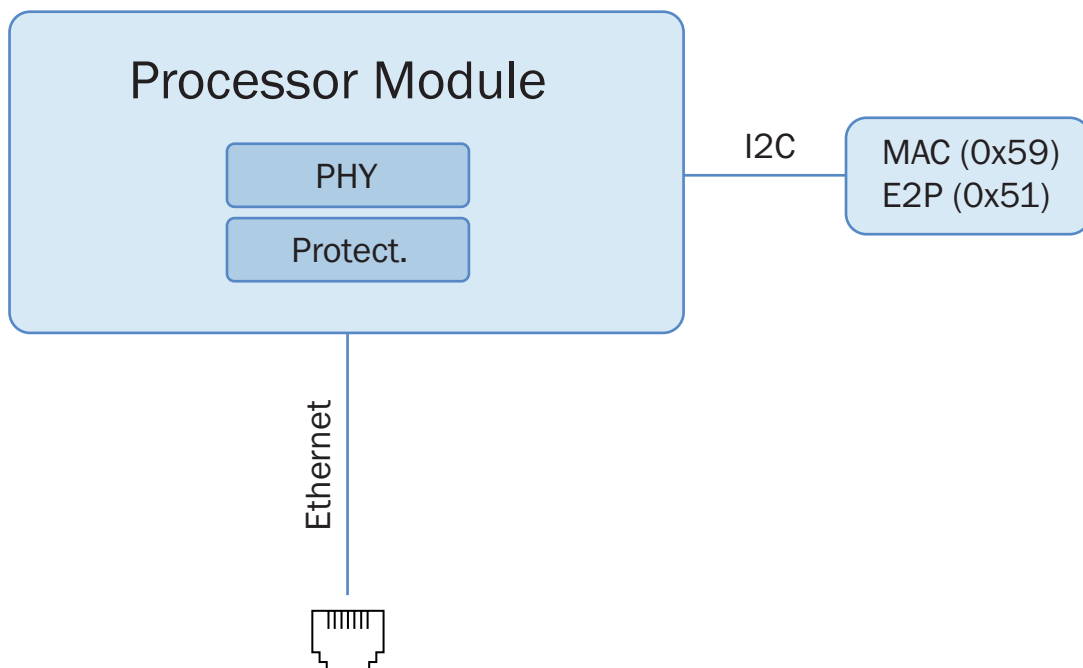 Processor Module
PHY
Protect.
I2C
MAC (0x59)
E2P (0x51)
Ethernet